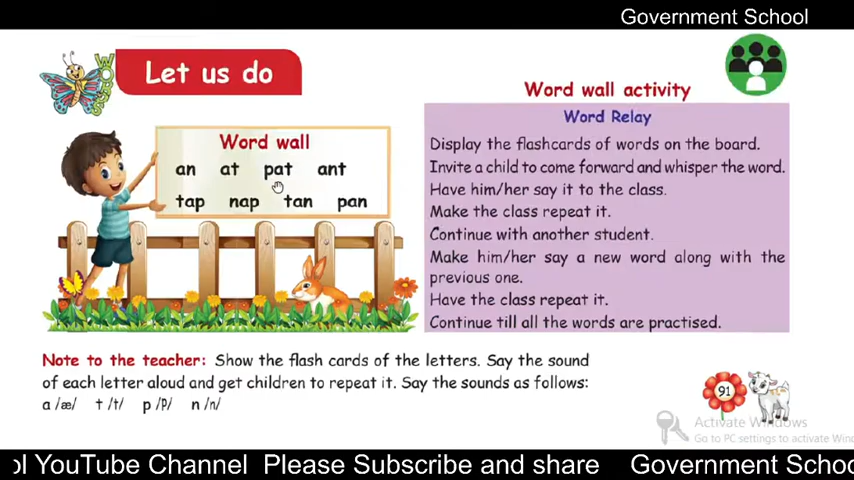 Government School
WORDS
Let us do
Word wall
an at pat ant
tap nap tan pan
Word wall activity
Word Relay
Display the flashcards of words on the board.
Invite a child to come forward and whisper the word.
Have him/her say it to the class.
Make the class repeat it.
Continue with another student.
Make him/her say a new word along with the
previous one.
Have the class repeat it.
Continue till all the words are practised.
Note to the teacher: Show the flash cards of the letters. Say the sound
of each letter aloud and get children to repeat it. Say the sounds as follows:
a /æ/ t /t/ p /p/ n /n/
91
Activate Windows
Go to PC settings to activate Win
ol YouTube Channel Please Subscribe and share Government Schoo